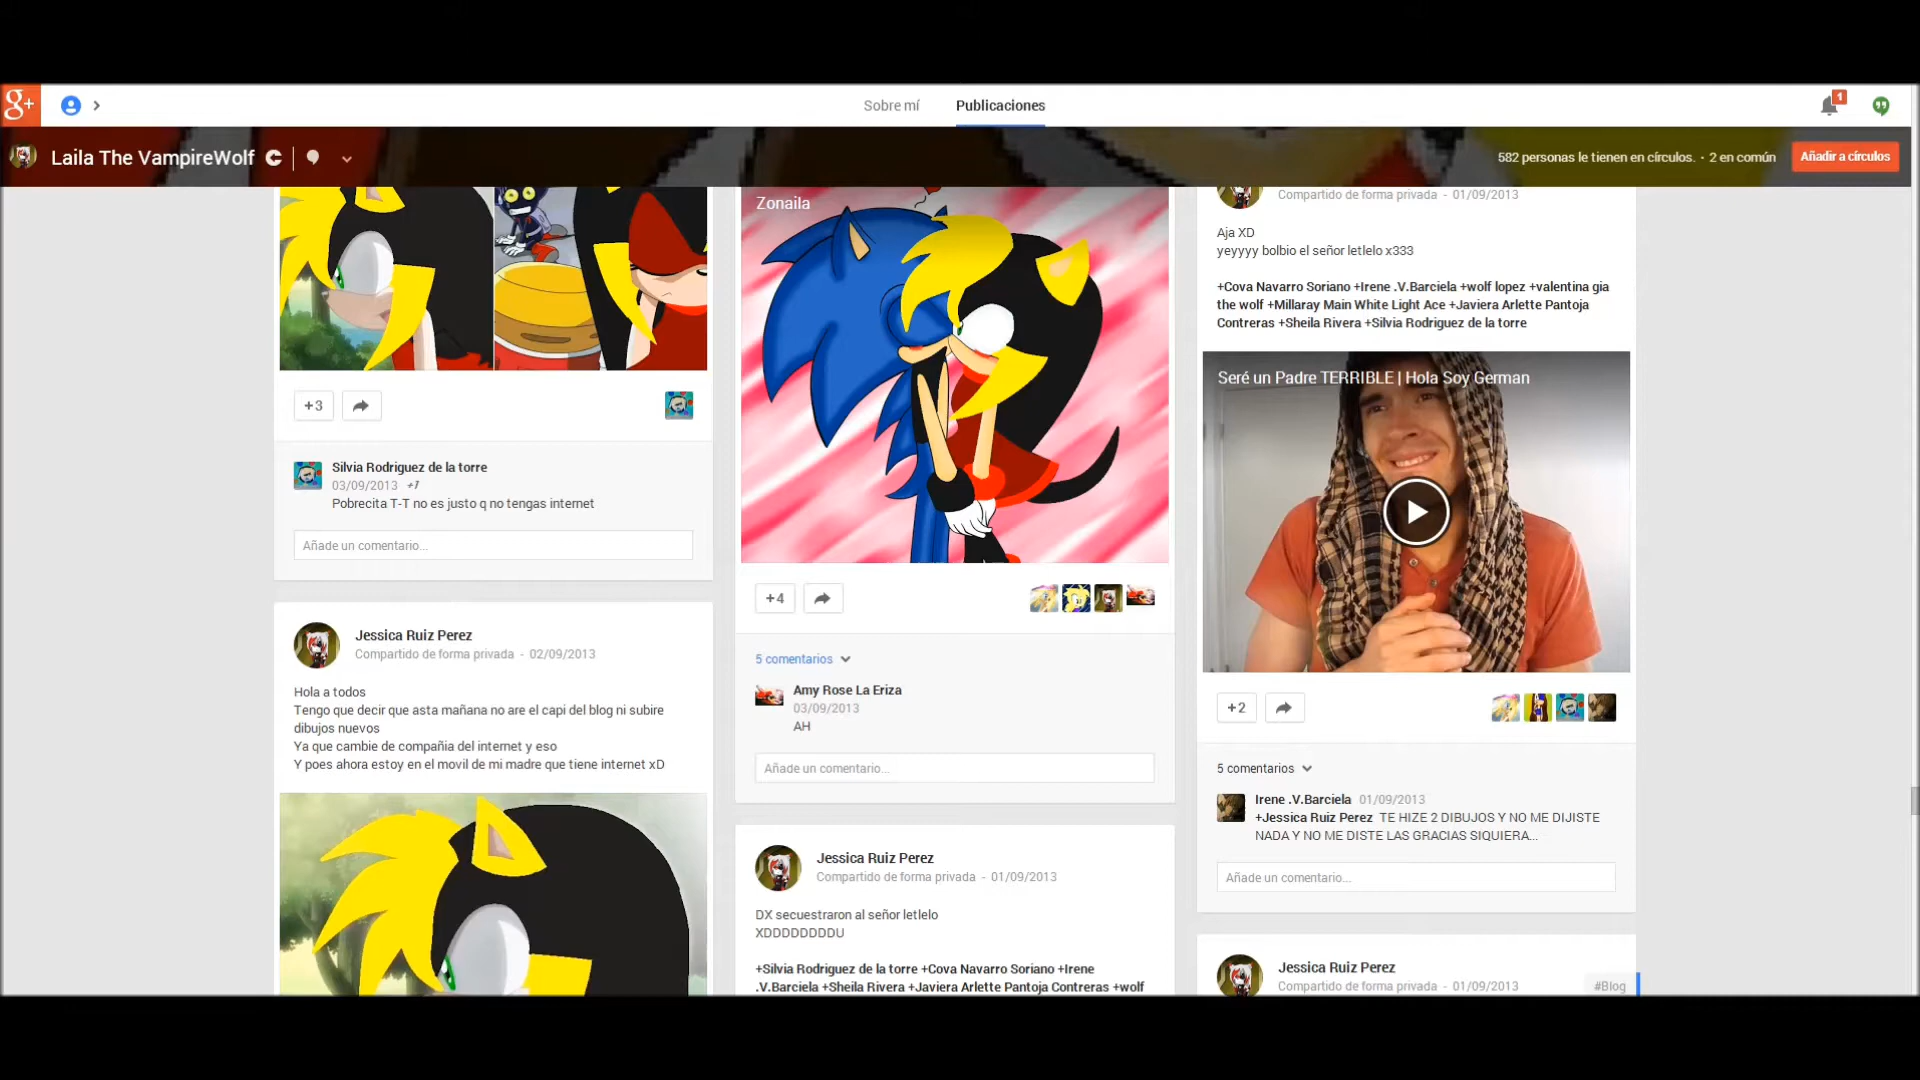 g+
Sobre mí
Publicaciones
1
Laila The VampireWolf
582 personas le tienen en círculos. · 2 en común
Añadir a círculos
+3
Silvia Rodriguez de la torre
03/09/2013 +1
Pobrecita T-T no es justo q no tengas internet
Añade un comentario...
Jessica Ruiz Perez
Compartido de forma privada - 02/09/2013
Hola a todos
Tengo que decir que asta mañana no are el capi del blog ni subire
dibujos nuevos
Ya que cambie de compañia del internet y eso
Y poes ahora estoy en el movil de mi madre que tiene internet xD
Zonaila
+4
5 comentarios
Amy Rose La Eriza
03/09/2013
AH
Añade un comentario...
Jessica Ruiz Perez
Compartido de forma privada - 01/09/2013
DX secuestraron al señor letlelo
XDDDDDDDDU
+Silvia Rodriguez de la torre +Cova Navarro Soriano +Irene
.V.Barciela +Sheila Rivera +Javiera Arlette Pantoja Contreras +wolf
Compartido de forma privada - 01/09/2013
Aja XD
yeyyyy bolbio el señor letlelo x333
+Cova Navarro Soriano +Irene .V.Barciela +wolf lopez +valentina gia
the wolf +Millaray Main White Light Ace +Javiera Arlette Pantoja
Contreras +Sheila Rivera +Silvia Rodriguez de la torre
Seré un Padre TERRIBLE | Hola Soy German
+2
5 comentarios
Irene .V.Barciela 01/09/2013
+Jessica Ruiz Perez TE HIZE 2 DIBUJOS Y NO ME DIJISTE
NADA Y NO ME DISTE LAS GRACIAS SIQUIERA...
Añade un comentario...
Jessica Ruiz Perez
Compartido de forma privada - 01/09/2013
#Blog